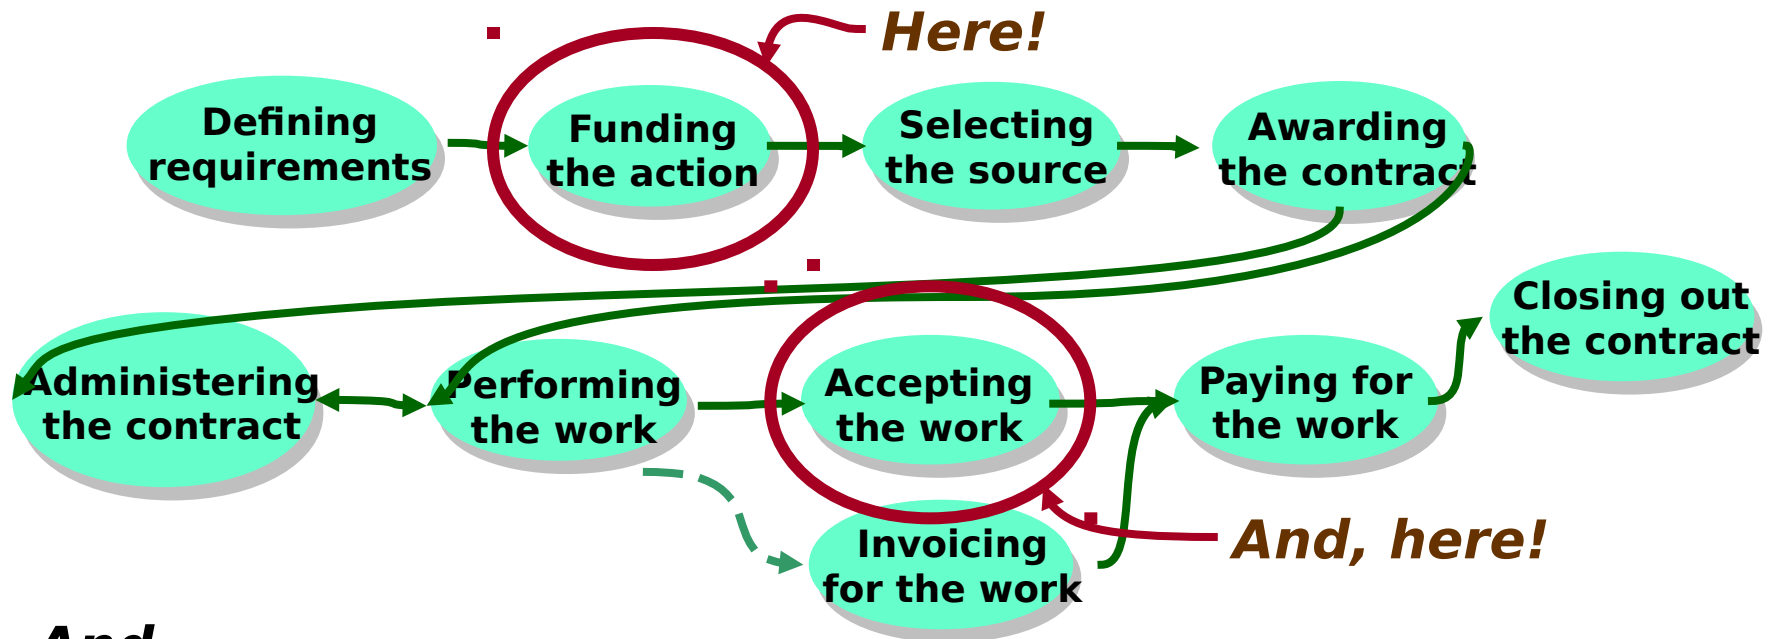 Here!
Defining
requirements
Funding
the action
Selecting
the source
Awarding
the contract
Closing out
the contract
Administering
the contract
Performing
the work
Accepting
the work
Paying for
the work
Invoicing
for the work
And, here!
And